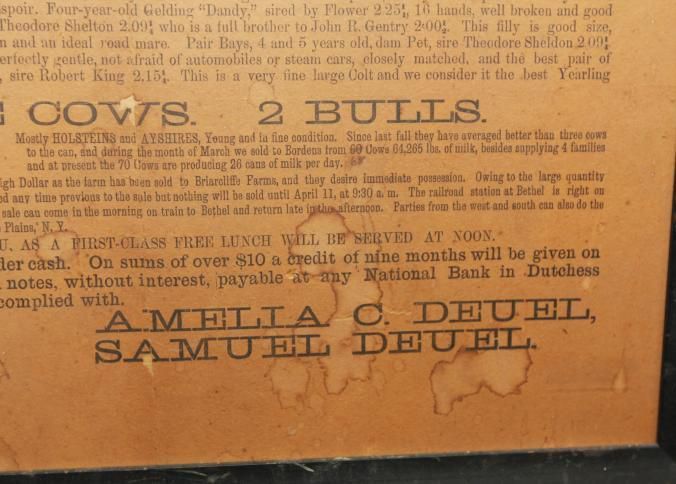 spoir. Four-year-old Gelding "Dandy," sired by Flower 2 25¼, 16 hands, well broken and good
Theodore Shelton 2.09¼ who is a full brother to John R. Gentry 2:00½. This filly is good size,
n and an ideal road mare. Pair Bays, 4 and 5 years old, dam Pet, sire Theodore Sheldon 2 09¼
erfectly gentle, not afraid of automobiles or steam cars, closely matched, and the best pair of
, sire Robert King 2.15¼. This is a very fine large Colt and we consider it the best Yearling
COWS. 2 BULLS.
Mostly HOLSTEINS and AYSHIRES, Young and in fine condition. Since last fall they have averaged better than three cows
to the can, and during the month of March we sold to Bordens from 60 Cows 64,265 lbs. of milk, besides supplying 4 families
and at present the 70 Cows are producing 26 cans of milk per day.
igh Dollar as the farm has been sold to Briarcliffe Farms, and they desire immediate possession. Owing to the large quantity
ed any time previous to the sale but nothing will be sold until April 11, at 9:30 a. m. The railroad station at Bethel is right on
sale can come in the morning on train to Bethel and return late in the afternoon. Parties from the west and south can also do the
Plains, N. Y.
U, AS A FIRST-CLASS FREE LUNCH WILL BE SERVED AT NOON.
der cash. On sums of over $10 a credit of nine months will be given on
notes, without interest, payable at any National Bank in Dutchess
complied with.
AMELIA C. DEUEL,
SAMUEL DEUEL.